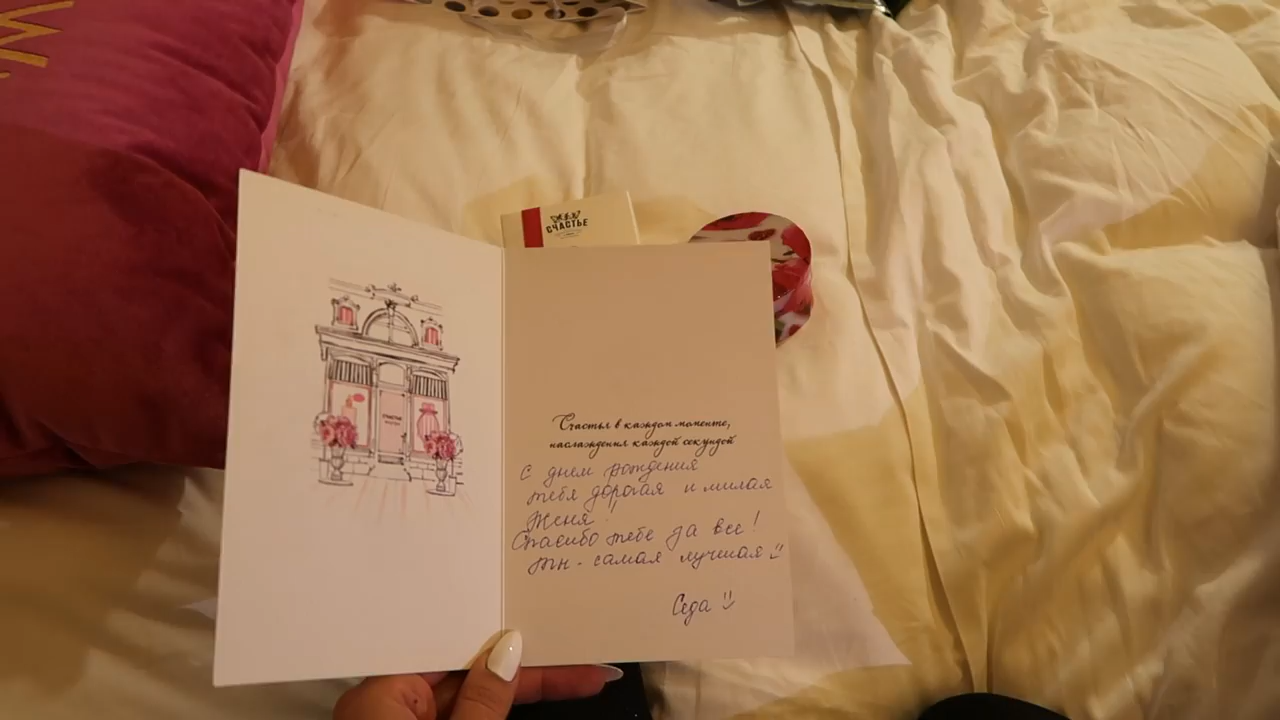 СЧАСТЬЕ
Счастья в каждом моменте,
наслаждения каждой секундой
С днем рождения
тебя дорогая и милая
Женя!!
Спасибо тебе за все!
ты - самая лучшая
Седа